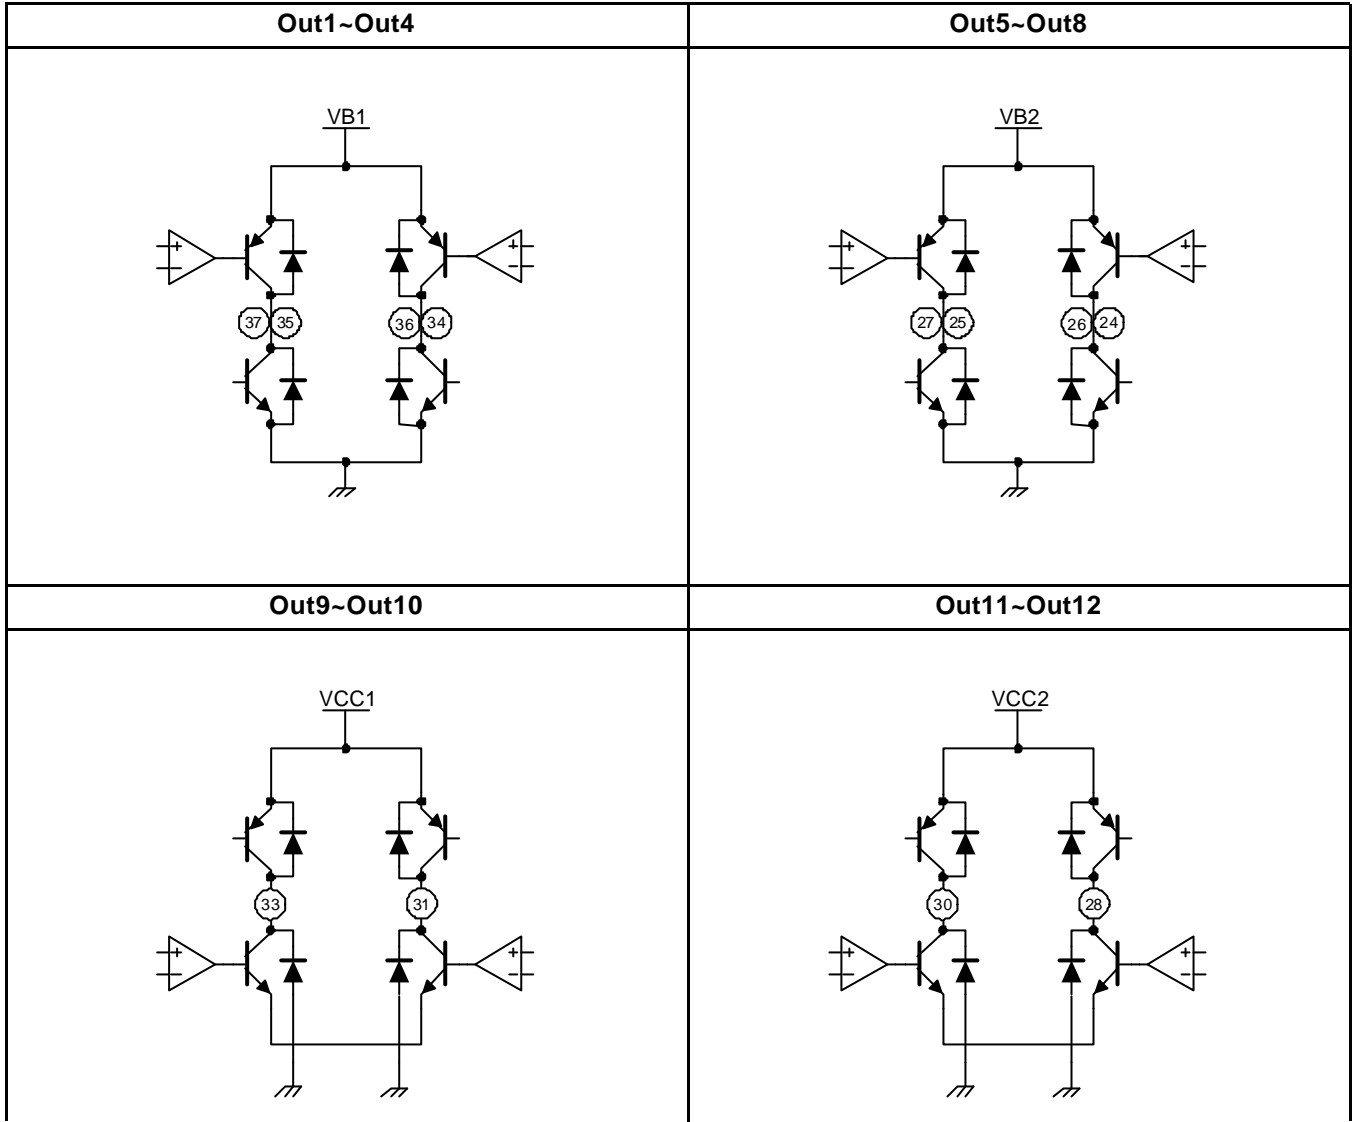 Out1~Out4
Out5~Out8
VB1
VB2
+
−
+
−
+
−
+
−
37 35 36 34
27 25 26 24
Out9~Out10
Out11~Out12
VCC1
VCC2
33 31
30 28
+
−
+
−
+
−
+
−